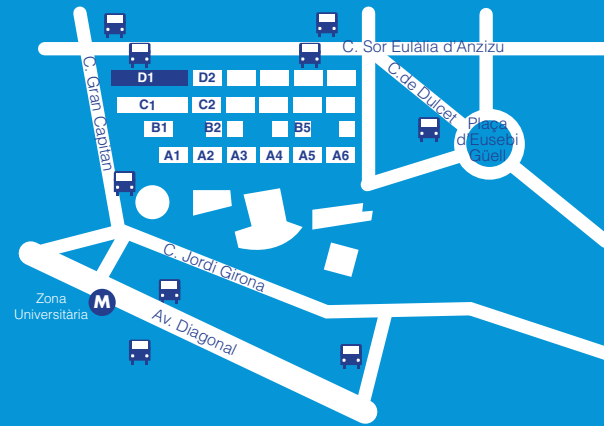 C. Sor Eulàlia d'Anzizu
C. Gran Capitan
C.de Dulcet
D1 D2
C1 C2
B1 B2 B5
A1 A2 A3 A4 A5 A6
Plaça
d'Eusebi
Güell
C. Jordi Girona
Zona
Universitària
M
Av. Diagonal